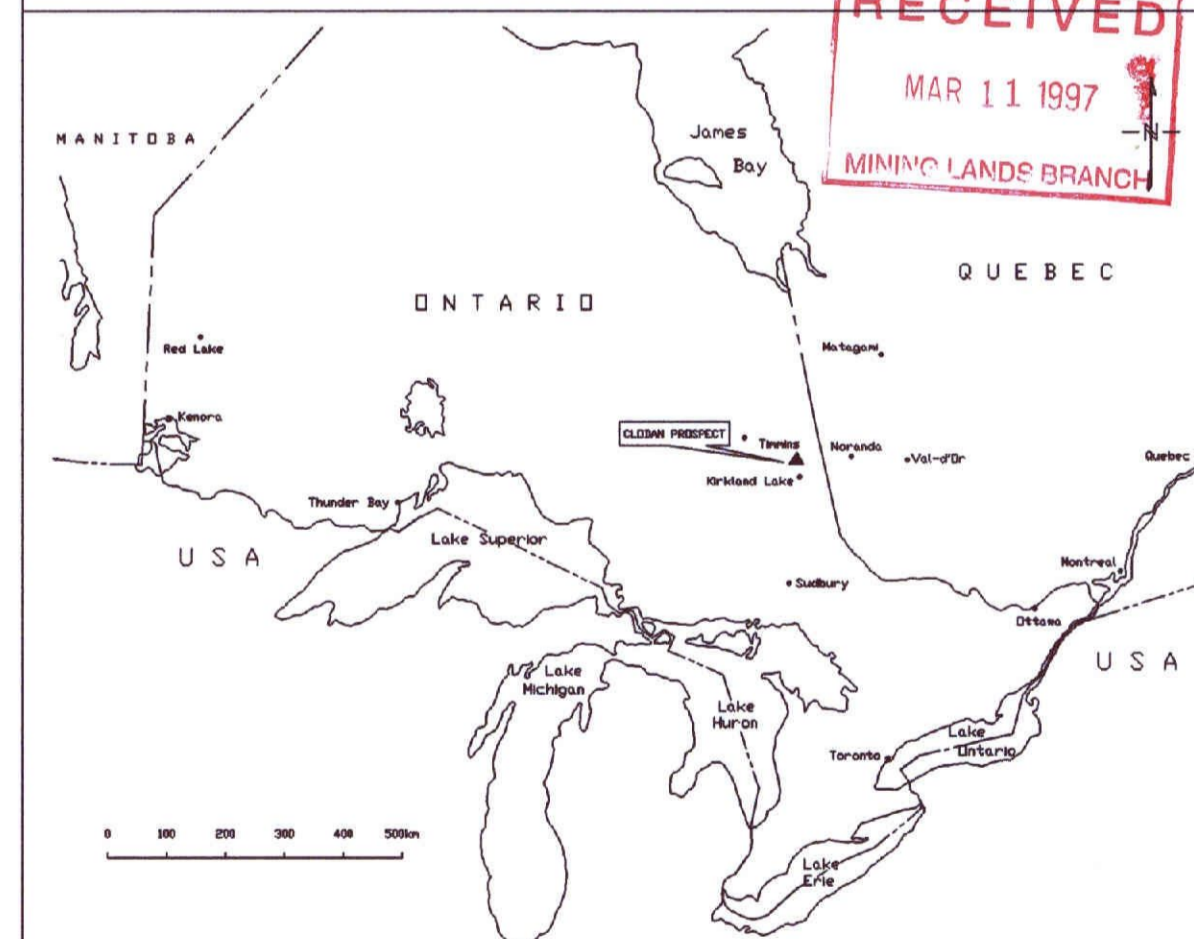 RECEIVED
MAR 11 1997
MINING LANDS BRANCH
N
MANITOBA
James
Bay
QUEBEC
ONTARIO
Red Lake
Matagami
Kenora
CLOBAN PROSPECT
Timmins
Noranda
Val-d'Or
Quebec
Kirkland Lake
Thunder Bay
Lake Superior
USA
Montreal
Sudbury
Ottawa
USA
Lake
Michigan
Lake
Huron
Lake
Ontario
Toronto
0 100 200 300 400 500km
Lake
Erie